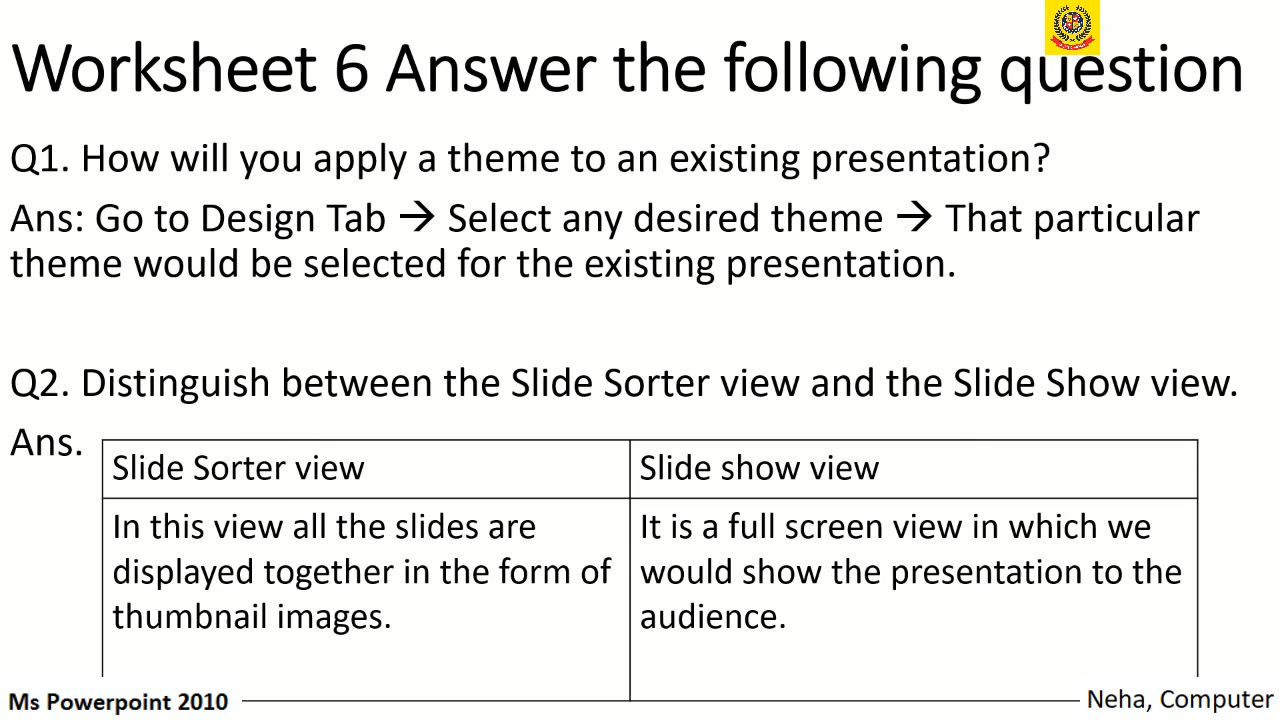 Worksheet 6 Answer the following question
Q1. How will you apply a theme to an existing presentation?
Ans: Go to Design Tab → Select any desired theme → That particular
theme would be selected for the existing presentation.
Q2. Distinguish between the Slide Sorter view and the Slide Show view.
Ans.
Slide Sorter view
Slide show view
In this view all the slides are
displayed together in the form of
thumbnail images.
It is a full screen view in which we
would show the presentation to the
audience.
Ms Powerpoint 2010
Neha, Computer